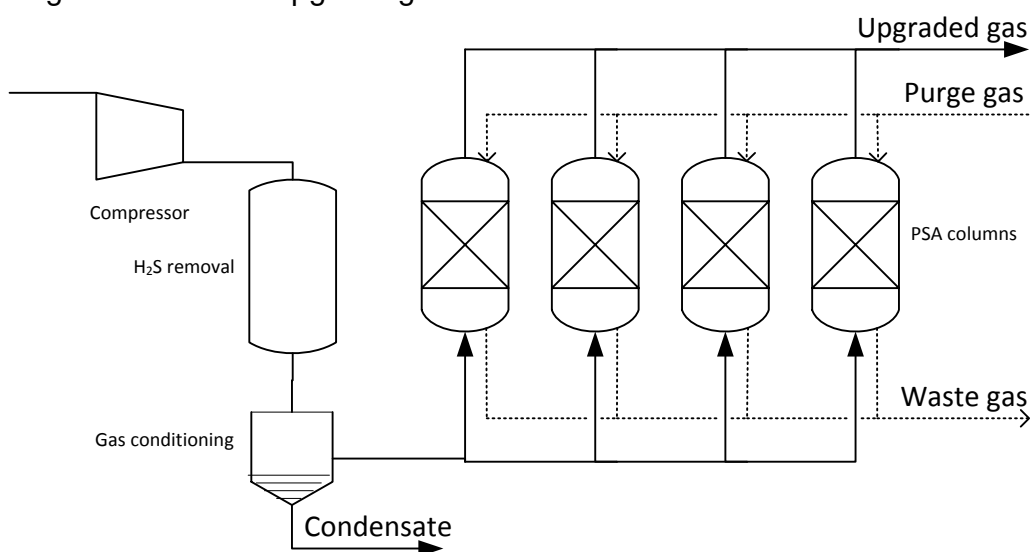 Upgraded gas
Purge gas
Compressor
PSA columns
H₂S removal
Waste gas
Gas conditioning
Condensate